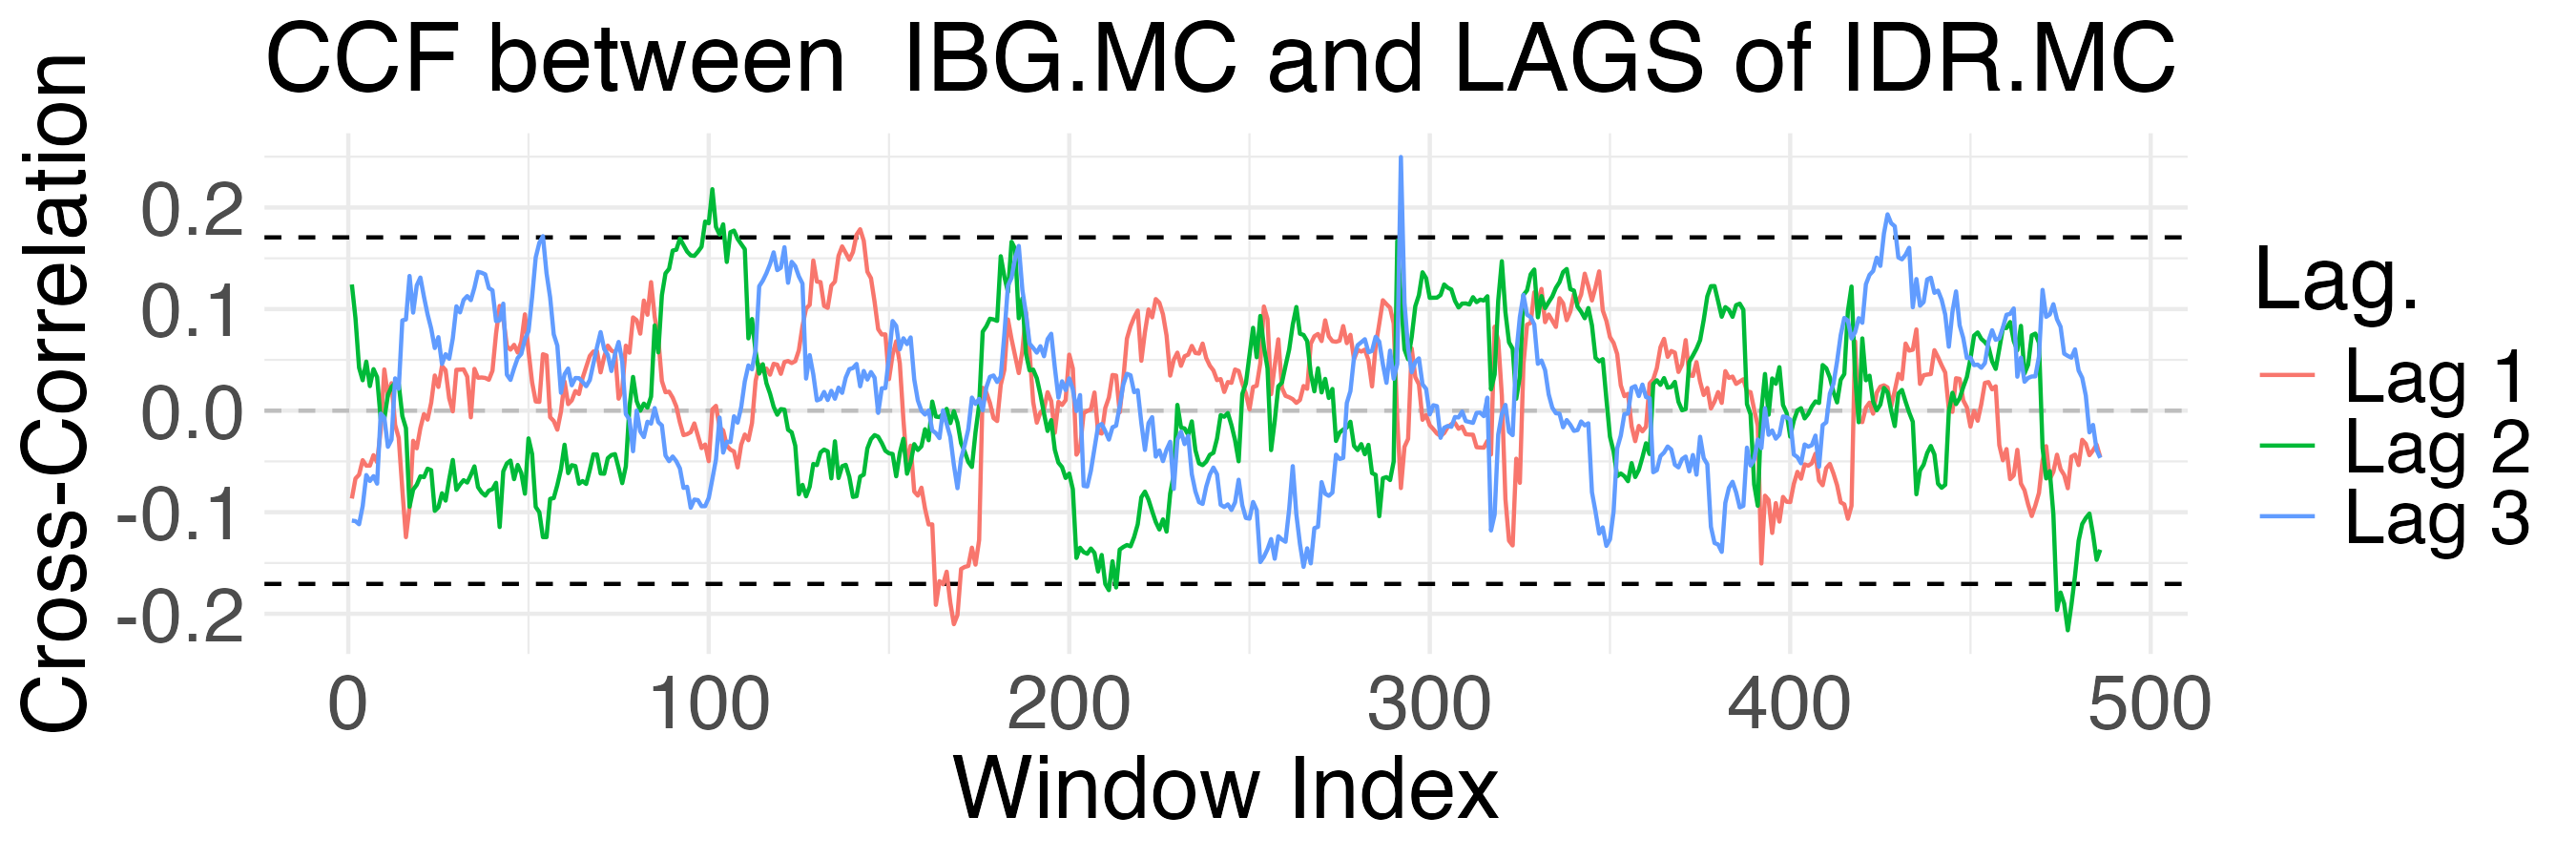 CCF between  IBG.MC and LAGS of IDR.MC
Cross-Correlation
0.2
0.1
0.0
-0.1
-0.2
0 100 200 300 400 500
Window Index
Lag.
Lag 1
Lag 2
Lag 3